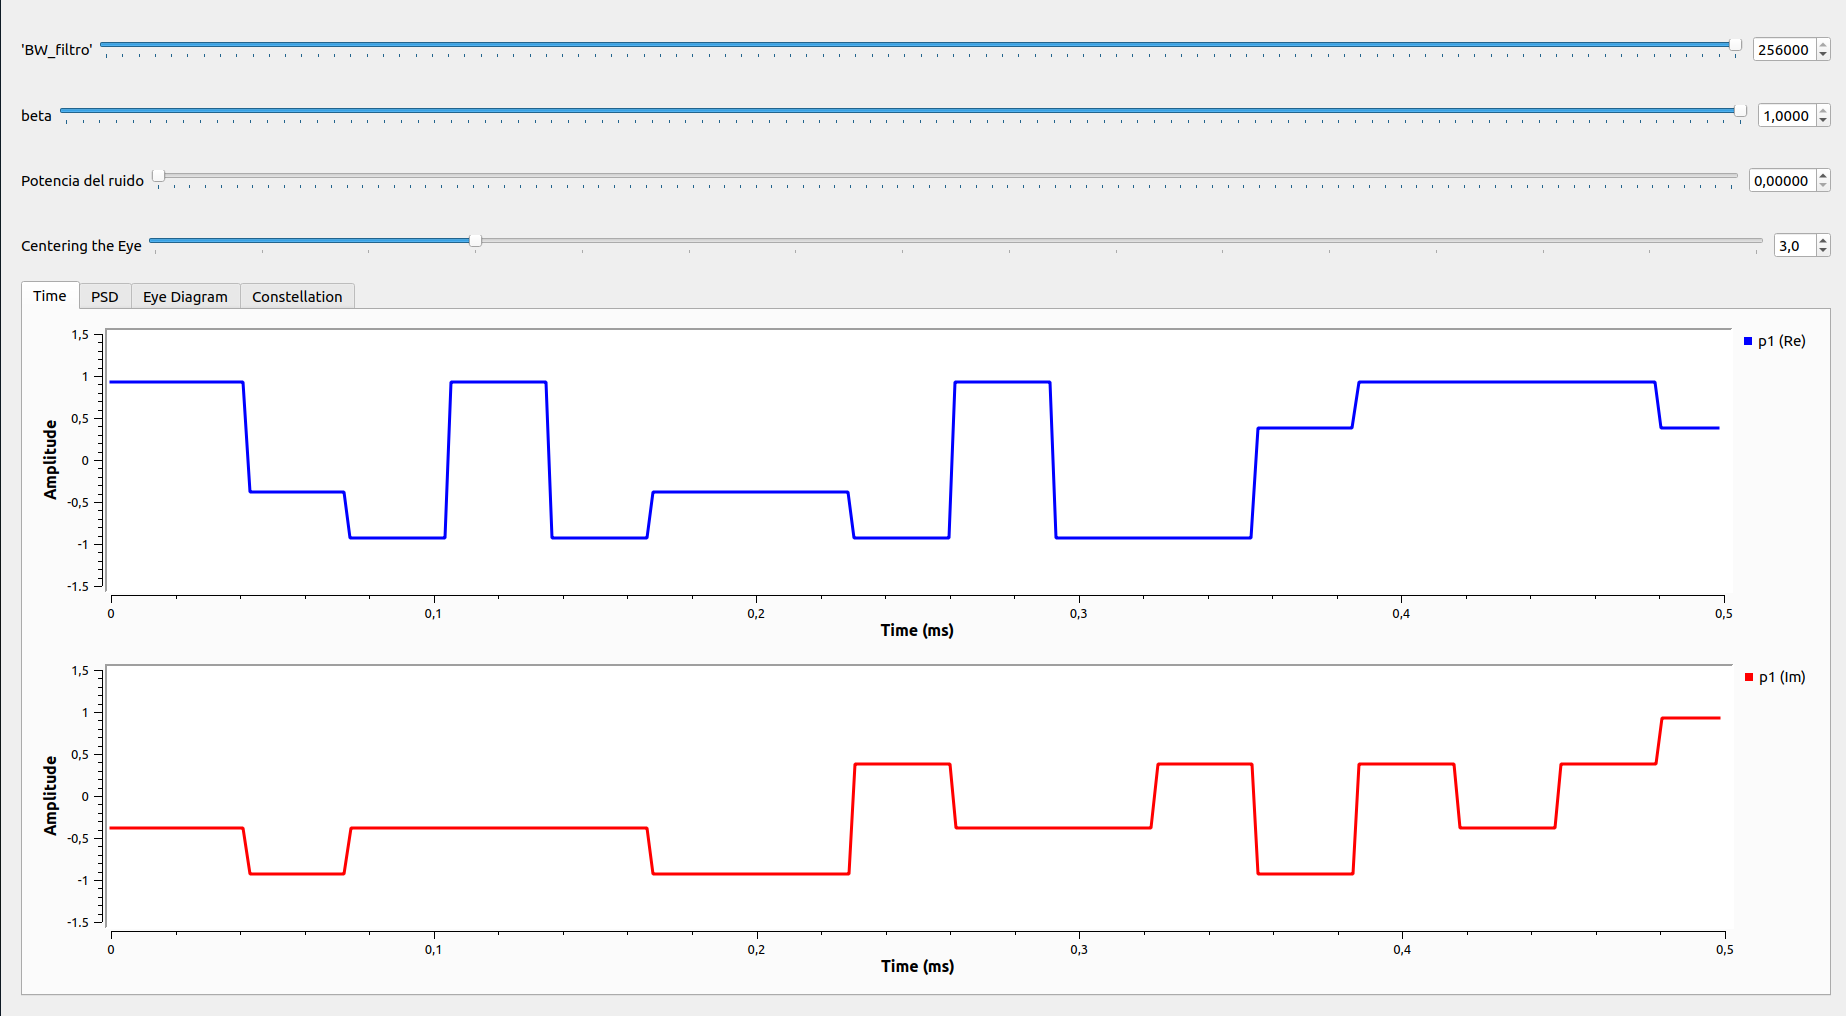 'BW_filtro' 256000
beta 1,0000
Potencia del ruido 0,00000
Centering the Eye 3,0
Time PSD Eye Diagram Constellation
1,5
1
0,5
0
-0,5
-1
-1.5
Amplitude
p1 (Re)
0 0,1 0,2 0,3 0,4 0,5
Time (ms)
1,5
1
0,5
0
-0,5
-1
-1.5
Amplitude
p1 (Im)
0 0,1 0,2 0,3 0,4 0,5
Time (ms)